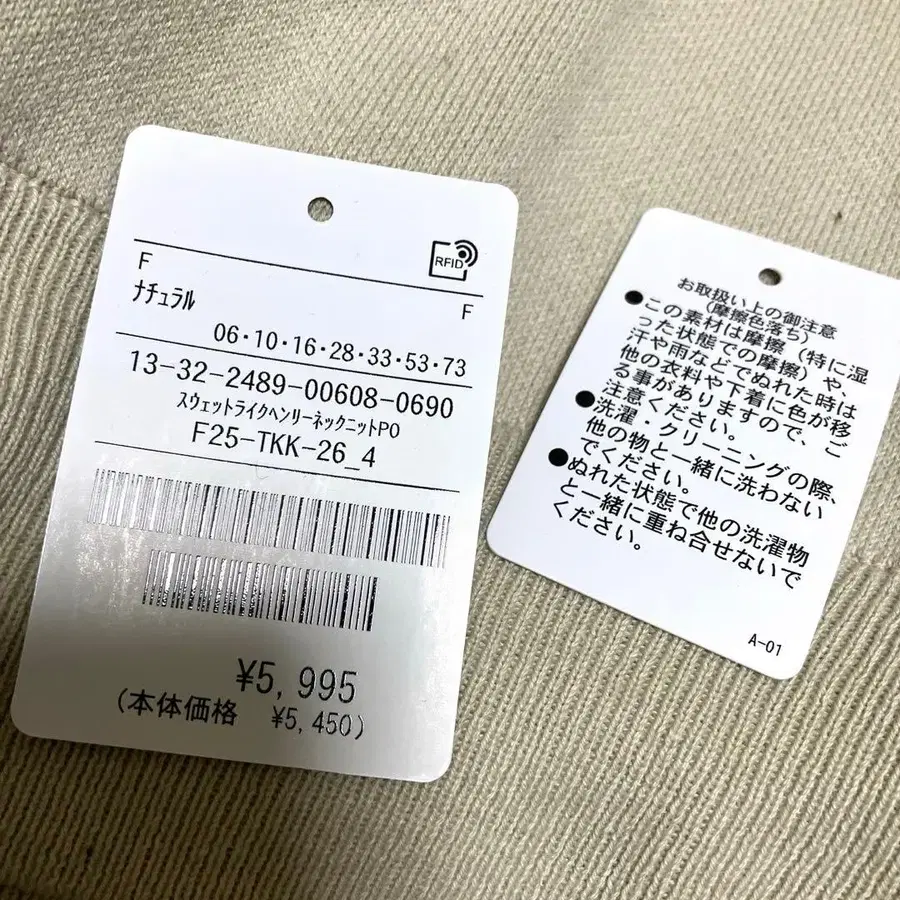 RFID
F
ﾅﾁｭﾗﾙ
F
06・10・16・28・33・53・73
13-32-2489-00608-0690
ｽｳｪｯﾄﾗｲｸﾍﾝﾘｰﾈｯｸﾆｯﾄPO
F25-TKK-26_4
¥5,995
(本体価格 ¥5,450)
お取扱い上の御注意
(摩擦色落ち)
●この素材は摩擦(特に湿
った状態での摩擦)や、
汗や雨などでぬれた時は
他の衣料や下着に色が移
る事がありますので、ご
注意ください。
●洗濯・クリーニングの際、
他の物と一緒に洗わない
でください。
●ぬれた状態で他の洗濯物
と一緒に重ね合せないで
ください。
A-01